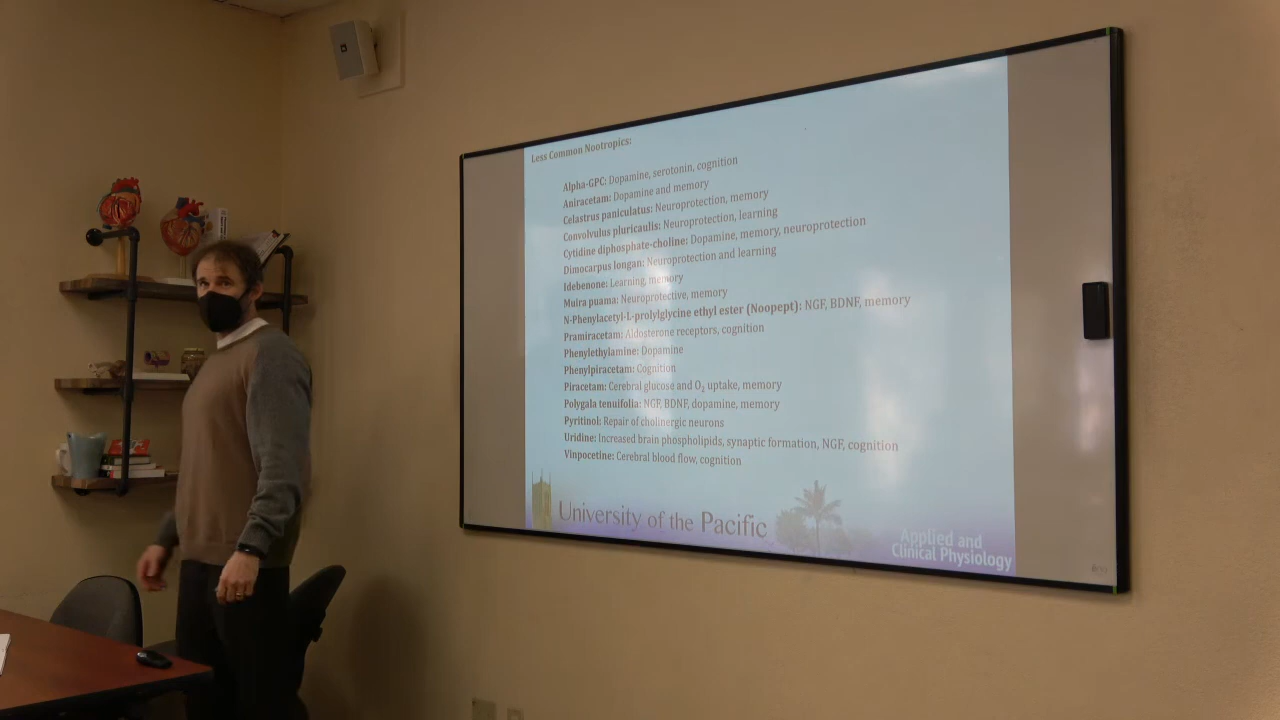 Less Common Nootropics:
Alpha-GPC: Dopamine, serotonin, cognition
Aniracetam: Dopamine and memory
Celastrus paniculatus: Neuroprotection, memory
Convolvulus pluricaulis: Neuroprotection, learning
Cytidine diphosphate-choline: Dopamine, memory, neuroprotection
Dimocarpus longan: Neuroprotection and learning
Idebenone: Learning, memory
Muira puama: Neuroprotective, memory
N-Phenylacetyl-L-prolylglycine ethyl ester (Noopept): NGF, BDNF, memory
Pramiracetam: Aldosterone receptors, cognition
Phenylethylamine: Dopamine
Phenylpiracetam: Cognition
Piracetam: Cerebral glucose and O₂ uptake, memory
Polygala tenuifolia: NGF, BDNF, dopamine, memory
Pyritinol: Repair of cholinergic neurons
Uridine: Increased brain phospholipids, synaptic formation, NGF, cognition
Vinpocetine: Cerebral blood flow, cognition
University of the Pacific
Applied and
Clinical Physiology